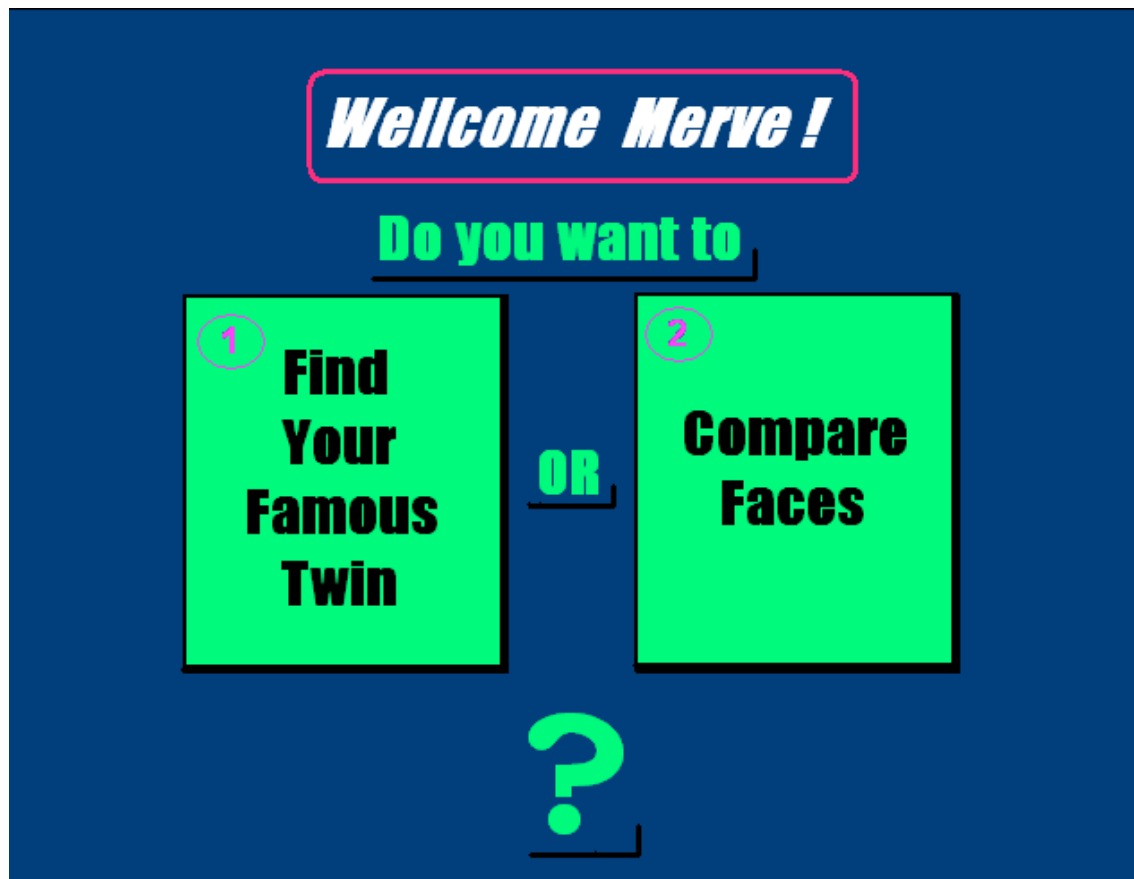 Wellcome Merve!
Do you want to
1
Find
Your
Famous
Twin
OR
2
Compare
Faces
?